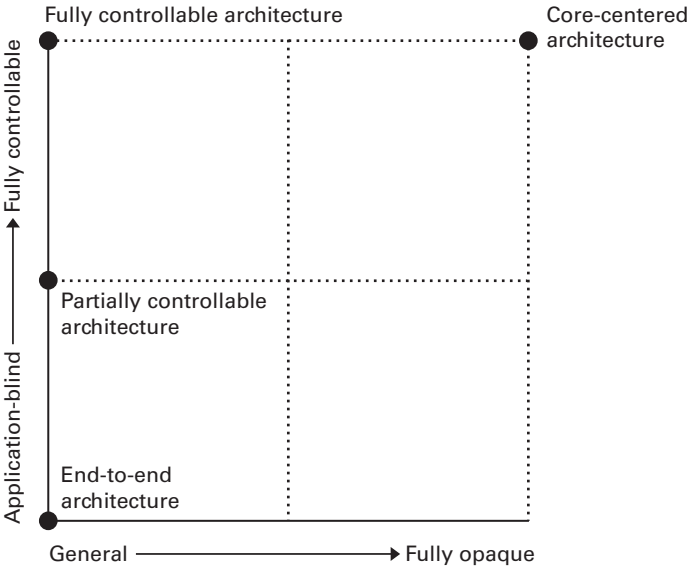 Fully controllable architecture
Core-centered
architecture
Fully controllable
Partially controllable
architecture
Application-blind
End-to-end
architecture
General
Fully opaque